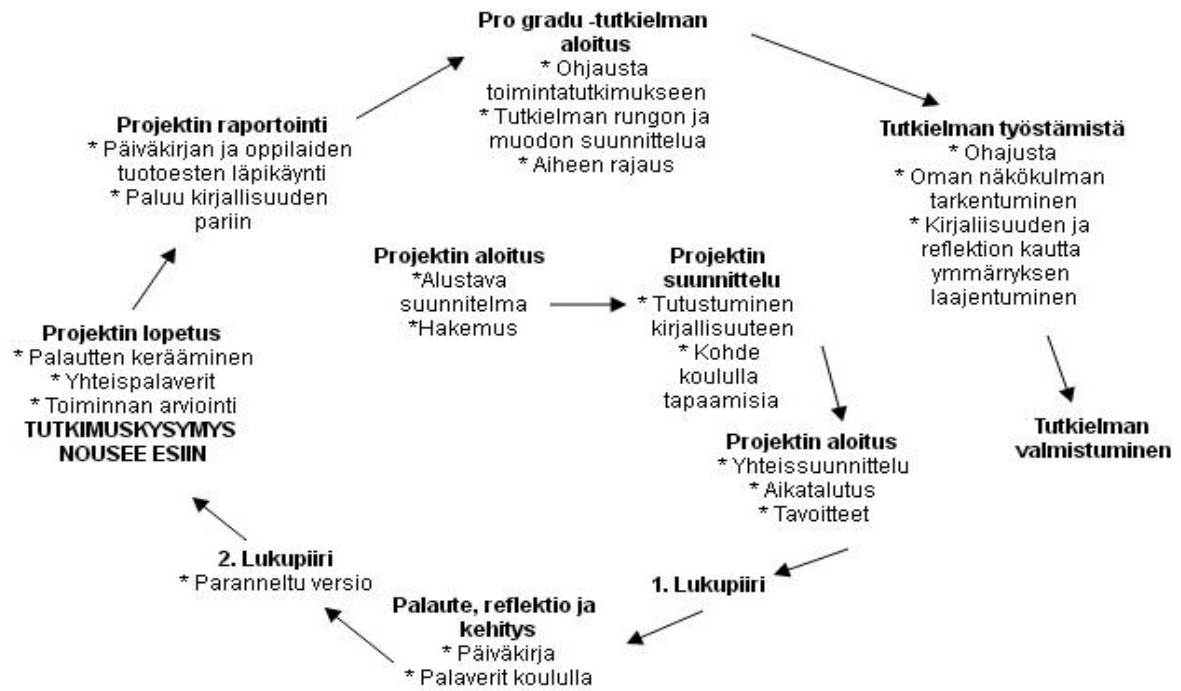 Pro gradu -tutkielman
aloitus
* Ohjausta
toimintatutkimukseen
* Tutkielman rungon ja
muodon suunnittelua
* Aiheen rajaus
Tutkielman työstämistä
* Ohajusta
* Oman näkökulman
tarkentuminen
* Kirjaliisuuden ja
reflektion kautta
ymmärryksen
laajentuminen
Tutkielman
valmistuminen
Projektin raportointi
* Päiväkirjan ja oppilaiden
tuotoesten läpikäynti
* Paluu kirjallisuuden
pariin
Projektin aloitus
*Alustava
suunnitelma
*Hakemus
Projektin
suunnittelu
* Tutustuminen
kirjallisuuteen
* Kohde
koululla
tapaamisia
Projektin aloitus
* Yhteissuunnittelu
* Aikatalutus
* Tavoitteet
1. Lukupiiri
Palaute, reflektio ja
kehitys
* Päiväkirja
* Palaverit koululla
2. Lukupiiri
* Paranneltu versio
Projektin lopetus
* Palautten kerääminen
* Yhteispalaverit
* Toiminnan arviointi
TUTKIMUSKYSYMYS
NOUSEE ESIIN